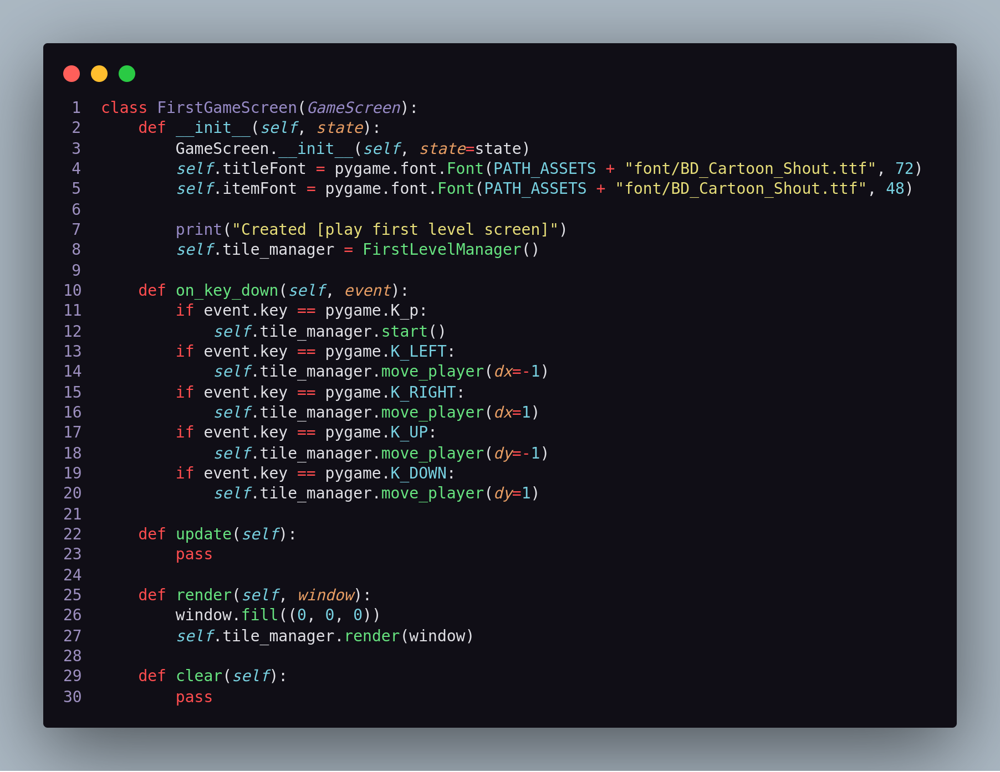 1 class FirstGameScreen(GameScreen):
2     def __init__(self, state):
3         GameScreen.__init__(self, state=state)
4         self.titleFont = pygame.font.Font(PATH_ASSETS + "font/BD_Cartoon_Shout.ttf", 72)
5         self.itemFont = pygame.font.Font(PATH_ASSETS + "font/BD_Cartoon_Shout.ttf", 48)
6
7         print("Created [play first level screen]")
8         self.tile_manager = FirstLevelManager()
9
10     def on_key_down(self, event):
11         if event.key == pygame.K_p:
12             self.tile_manager.start()
13         if event.key == pygame.K_LEFT:
14             self.tile_manager.move_player(dx=-1)
15         if event.key == pygame.K_RIGHT:
16             self.tile_manager.move_player(dx=1)
17         if event.key == pygame.K_UP:
18             self.tile_manager.move_player(dy=-1)
19         if event.key == pygame.K_DOWN:
20             self.tile_manager.move_player(dy=1)
21
22     def update(self):
23         pass
24
25     def render(self, window):
26         window.fill((0, 0, 0))
27         self.tile_manager.render(window)
28
29     def clear(self):
30         pass